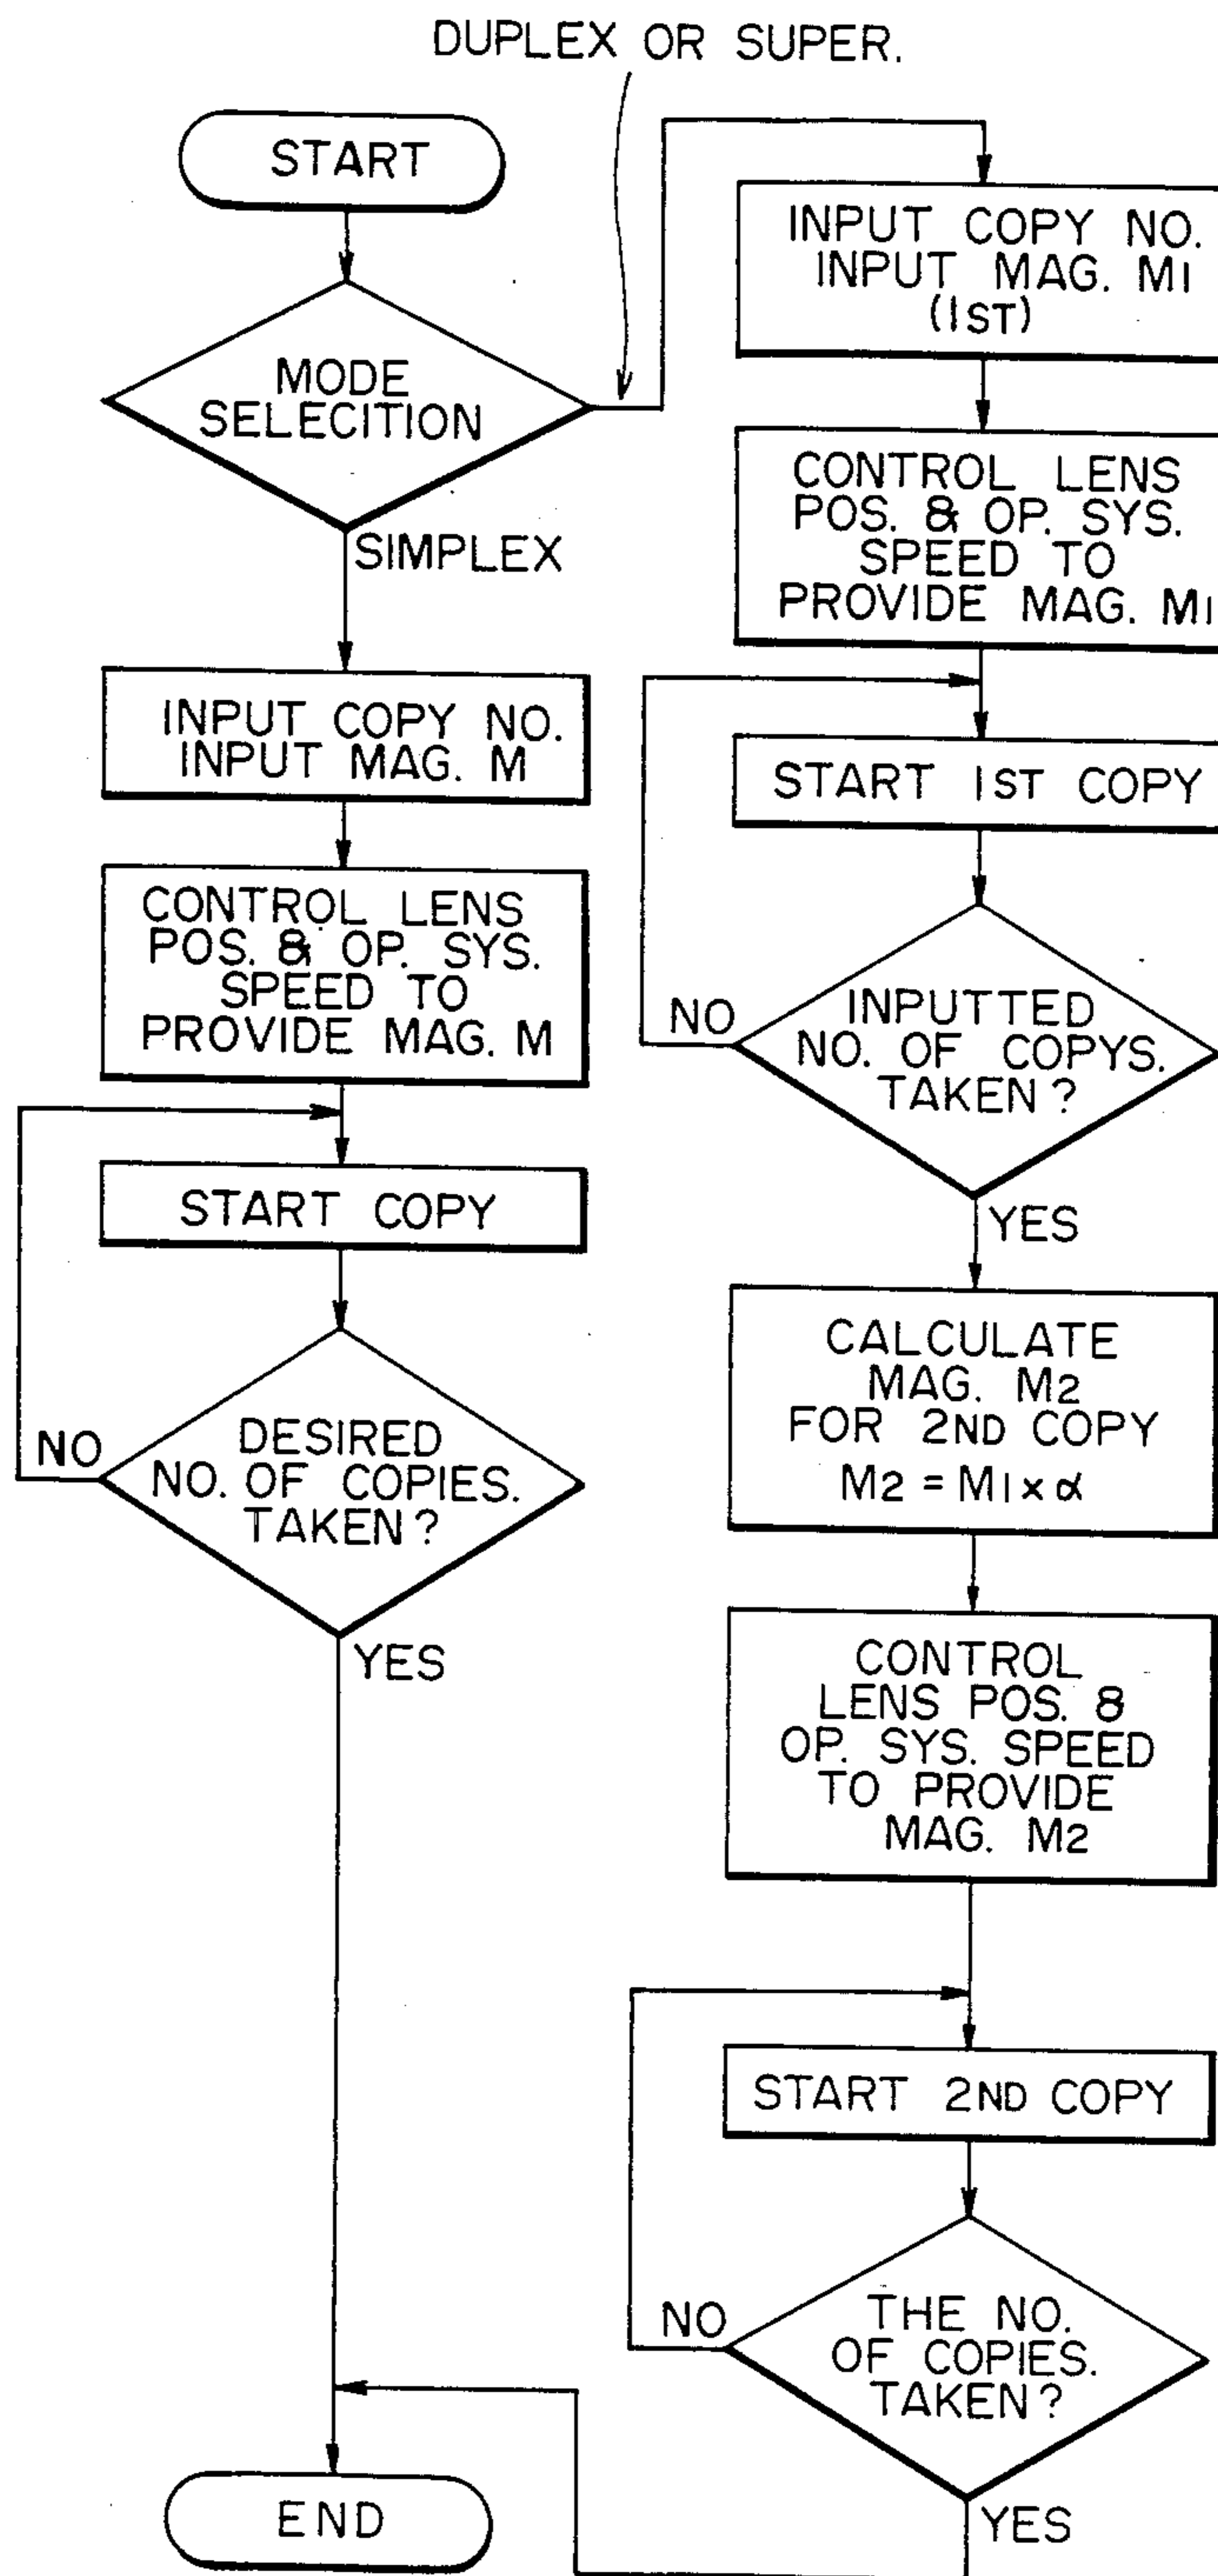 DUPLEX OR SUPER.
START
MODE
SELECITION
SIMPLEX
INPUT COPY NO.
INPUT MAG. M
CONTROL LENS
POS. & OP. SYS.
SPEED TO
PROVIDE MAG. M
START COPY
DESIRED
NO. OF COPIES.
TAKEN?
NO
YES
END
INPUT COPY NO.
INPUT MAG. M1
(1ST)
CONTROL LENS
POS. & OP. SYS.
SPEED TO
PROVIDE MAG. M1
START 1ST COPY
INPUTTED
NO. OF COPYS.
TAKEN?
NO
YES
CALCULATE
MAG. M2
FOR 2ND COPY
M2 = M1 x α
CONTROL
LENS POS. &
OP. SYS. SPEED
TO PROVIDE
MAG. M2
START 2ND COPY
THE NO.
OF COPIES.
TAKEN?
NO
YES